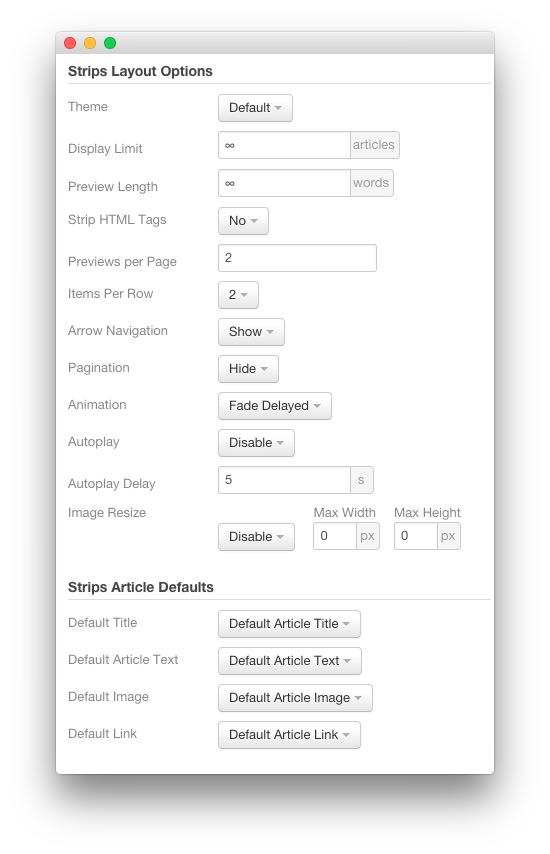 Strips Layout Options
Theme Default
Display Limit ∞ articles
Preview Length ∞ words
Strip HTML Tags No
Previews per Page 2
Items Per Row 2
Arrow Navigation Show
Pagination Hide
Animation Fade Delayed
Autoplay Disable
Autoplay Delay 5 s
Image Resize Max Width Max Height
Disable 0 px 0 px
Strips Article Defaults
Default Title Default Article Title
Default Article Text Default Article Text
Default Image Default Article Image
Default Link Default Article Link